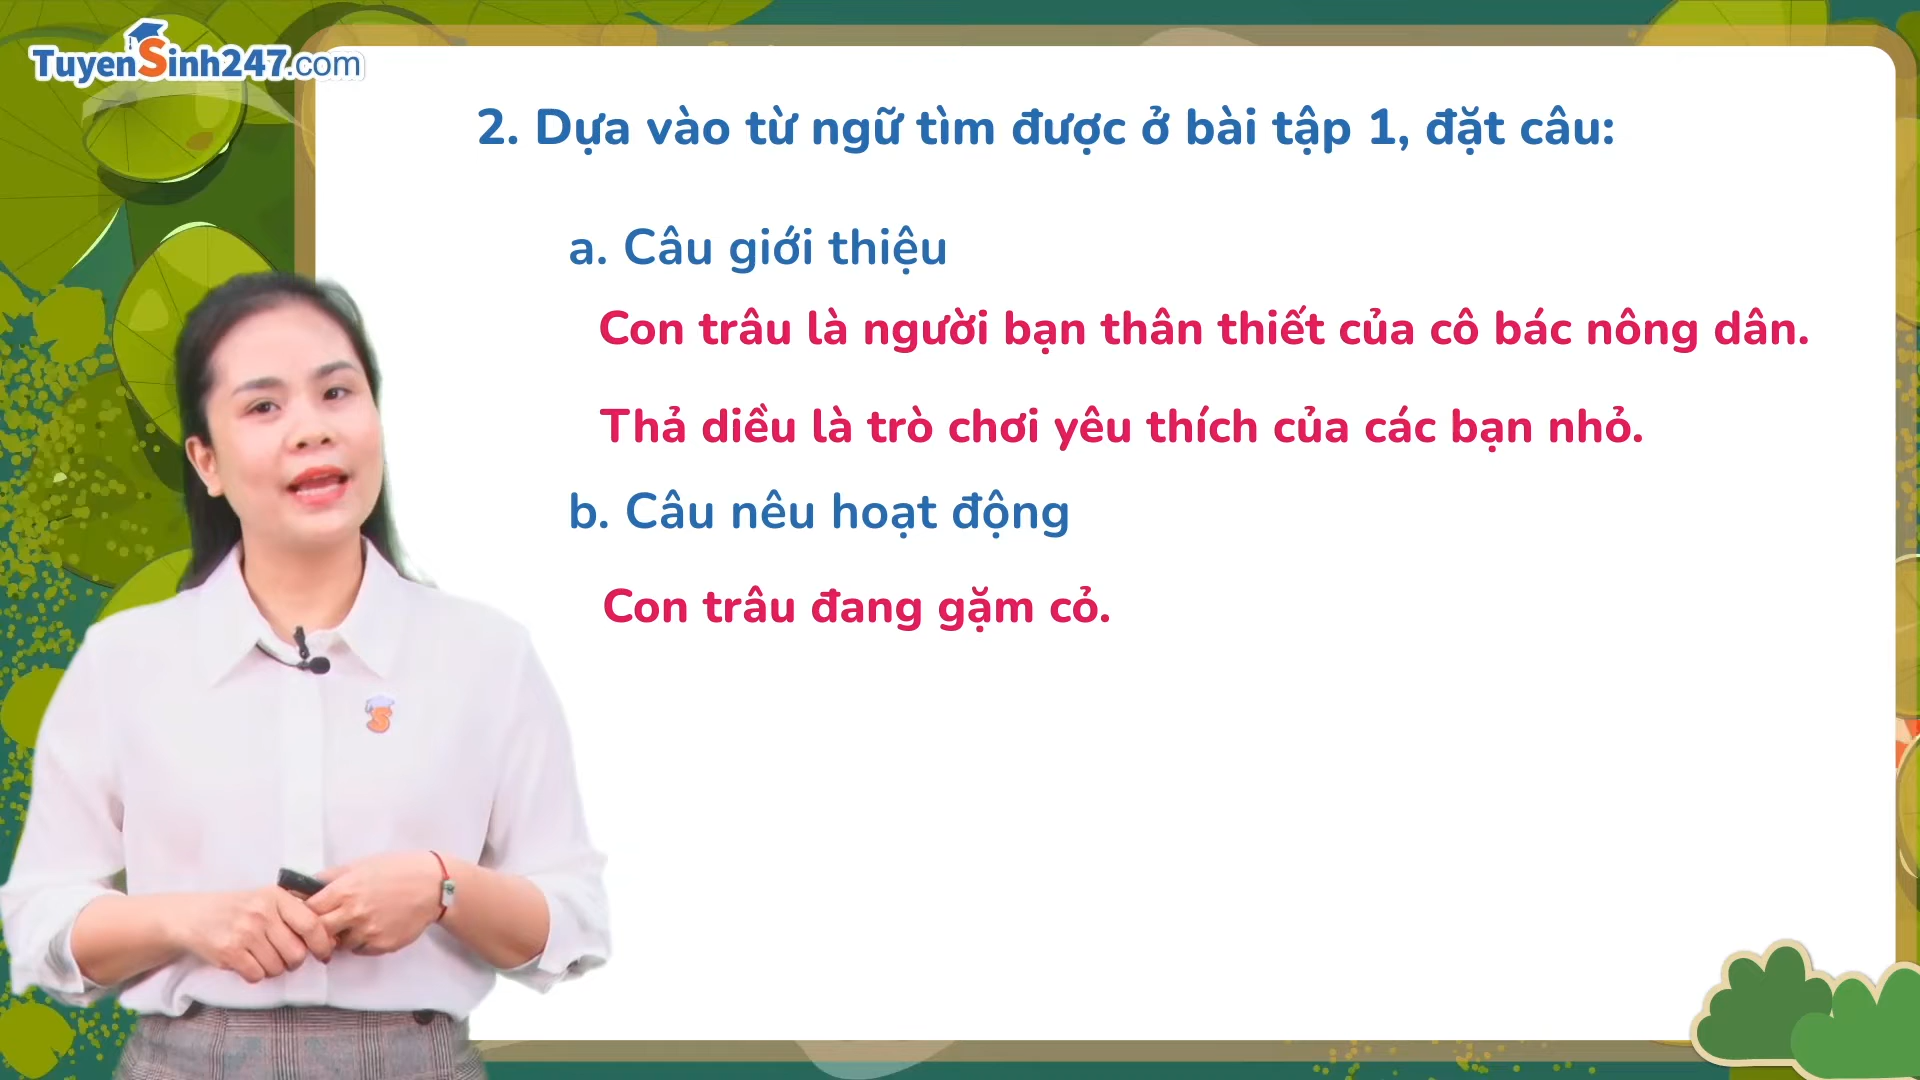 TuyenSinh247.com
2. Dựa vào từ ngữ tìm được ở bài tập 1, đặt câu:
a. Câu giới thiệu
Con trâu là người bạn thân thiết của cô bác nông dân.
Thả diều là trò chơi yêu thích của các bạn nhỏ.
b. Câu nêu hoạt động
Con trâu đang gặm cỏ.